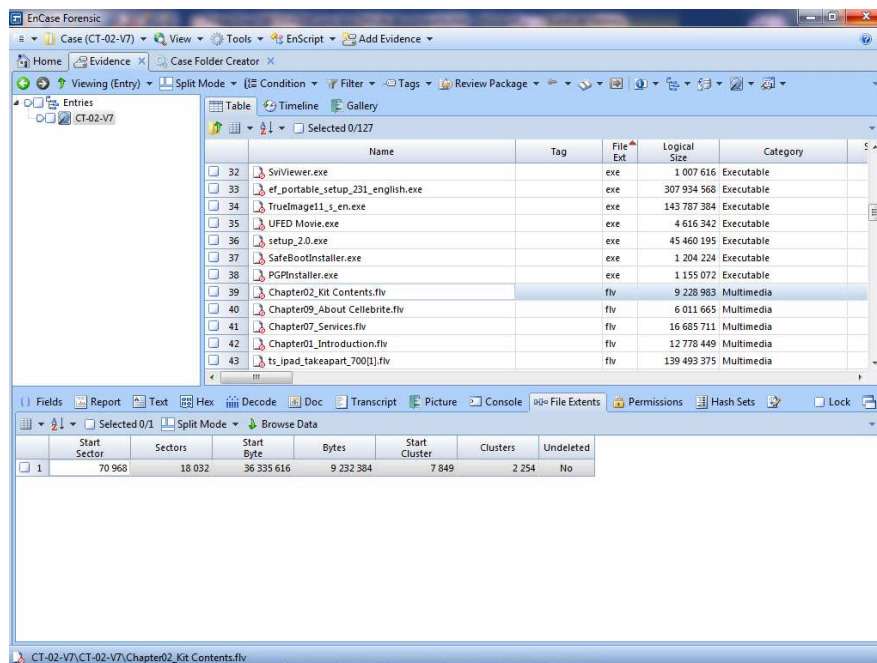 EnCase Forensic
Case (CT-02-V7) View Tools EnScript Add Evidence
Home Evidence Case Folder Creator
Viewing (Entry) Split Mode Condition Filter Tags Review Package
Entries
CT-02-V7
Table Timeline Gallery
Selected 0/127
Name Tag File Ext Logical Size Category
32 SviViewer.exe exe 1 007 616 Executable
33 ef_portable_setup_231_english.exe exe 307 934 568 Executable
34 TrueImage11_s_en.exe exe 143 787 384 Executable
35 UFED Movie.exe exe 4 616 342 Executable
36 setup_2.0.exe exe 45 460 195 Executable
37 SafeBootInstaller.exe exe 1 204 224 Executable
38 PGPInstaller.exe exe 1 155 072 Executable
39 Chapter02_Kit Contents.flv flv 9 228 983 Multimedia
40 Chapter09_About Cellebrite.flv flv 6 011 665 Multimedia
41 Chapter07_Services.flv flv 16 685 711 Multimedia
42 Chapter01_Introduction.flv flv 12 778 449 Multimedia
43 ts_ipad_takeapart_700[1].flv flv 139 493 375 Multimedia
Fields Report Text Hex Decode Doc Transcript Picture Console File Extents Permissions Hash Sets Lock
Selected 0/1 Split Mode Browse Data
Start Sector Sectors Start Byte Bytes Start Cluster Clusters Undeleted
1 70 968 18 032 36 335 616 9 232 384 7 849 2 254 No
CT-02-V7\CT-02-V7\Chapter02_Kit Contents.flv